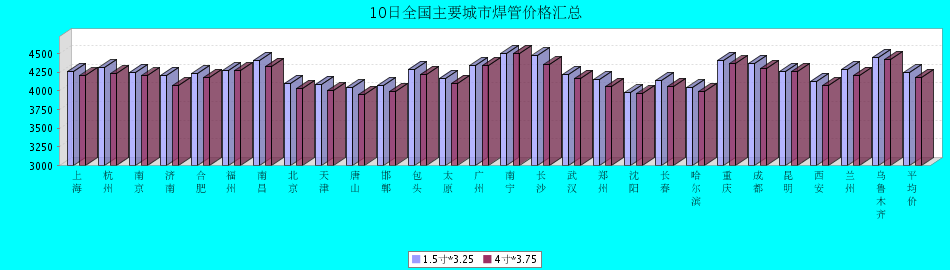 10日全国主要城市焊管价格汇总
4500
4250
4000
3750
3500
3250
3000
上海 杭州 南京 济南 合肥 福州 南昌 北京 天津 唐山 邯郸 包头 太原 广州 南宁 长沙 武汉 郑州 沈阳 长春 哈尔滨 重庆 成都 昆明 西安 兰州 乌鲁木齐 平均价
1.5寸*3.25 4寸*3.75